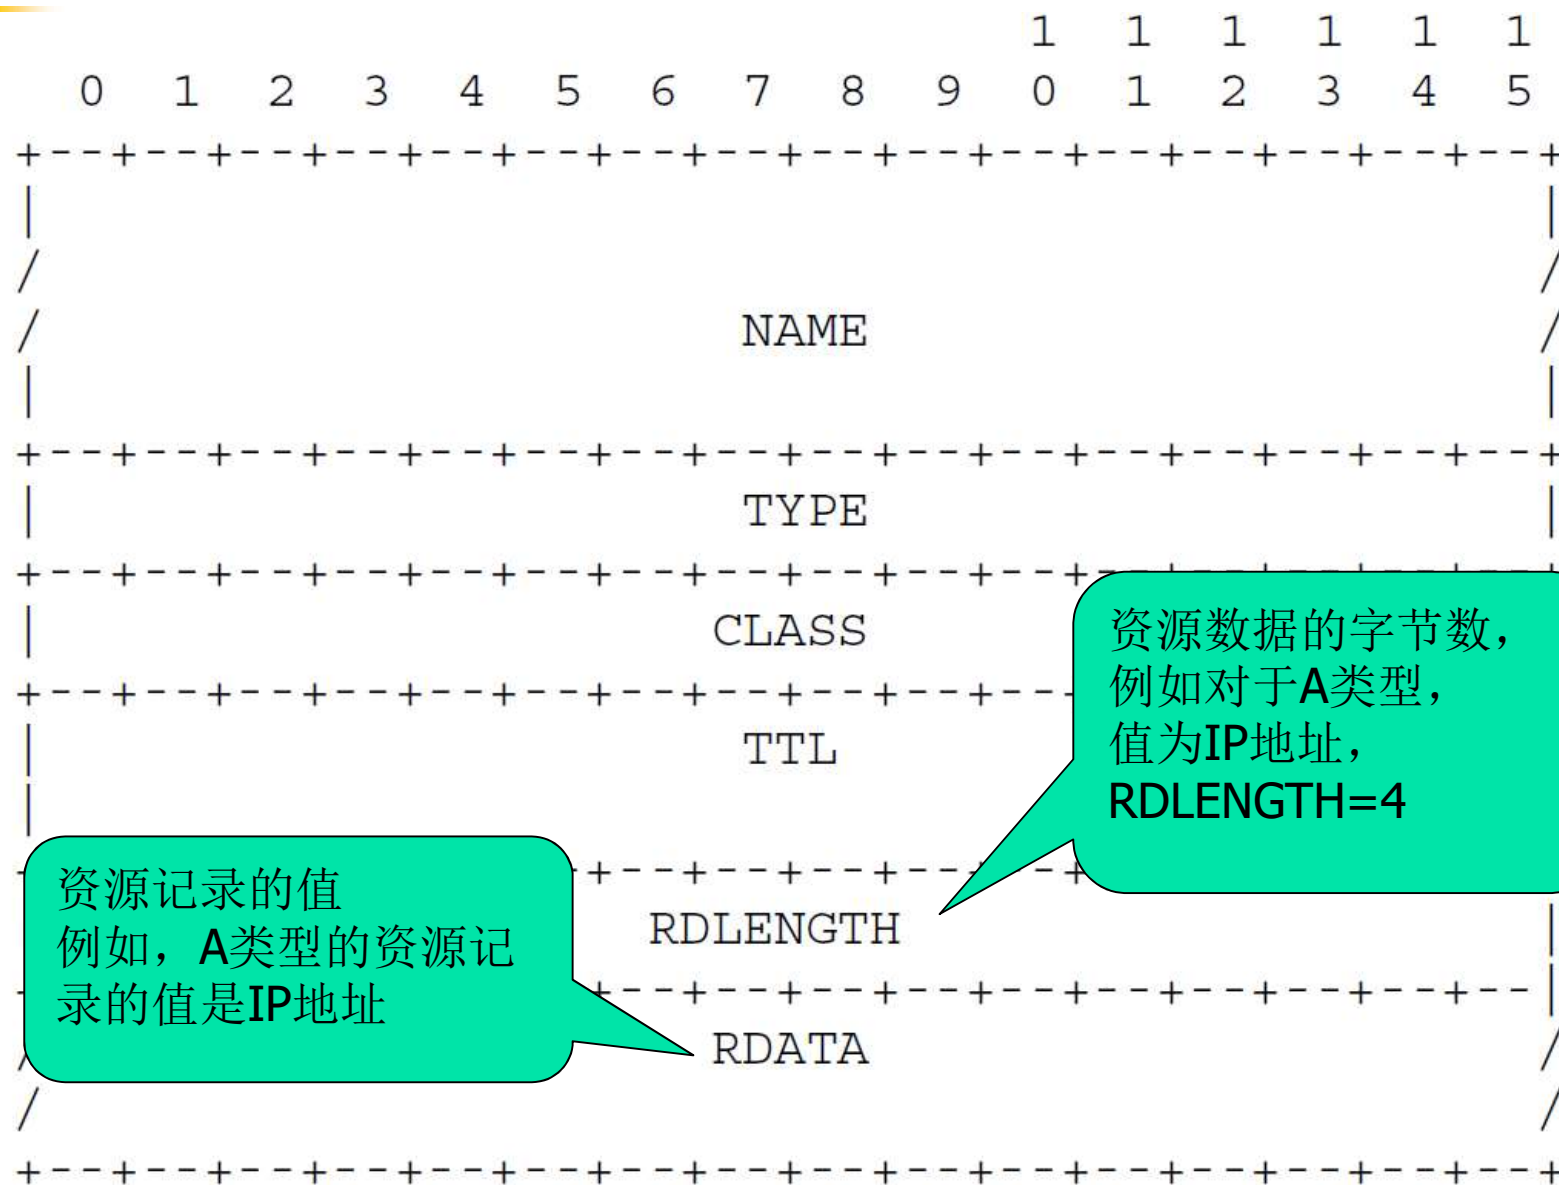 1 1 1 1 1 1
0 1 2 3 4 5 6 7 8 9 0 1 2 3 4 5
+--+--+--+--+--+--+--+--+--+--+--+--+--+--+--+--+
| |
/ /
/ NAME /
| |
+--+--+--+--+--+--+--+--+--+--+--+--+--+--+--+--+
| TYPE |
+--+--+--+--+--+--+--+--+--+--+--+--+--+--+--+--+
| CLASS
+--+--+--+--+--+--+--+--+--+--+--
| TTL
|
资源数据的字节数，
例如对于A类型，
值为IP地址，
RDLENGTH=4
+--+--+--+--+--+
RDLENGTH |
+--+--+--+--+--+--+--+--+--+--|
资源记录的值
例如，A类型的资源记
录的值是IP地址
/ RDATA /
/ /
+--+--+--+--+--+--+--+--+--+--+--+--+--+--+--+--+